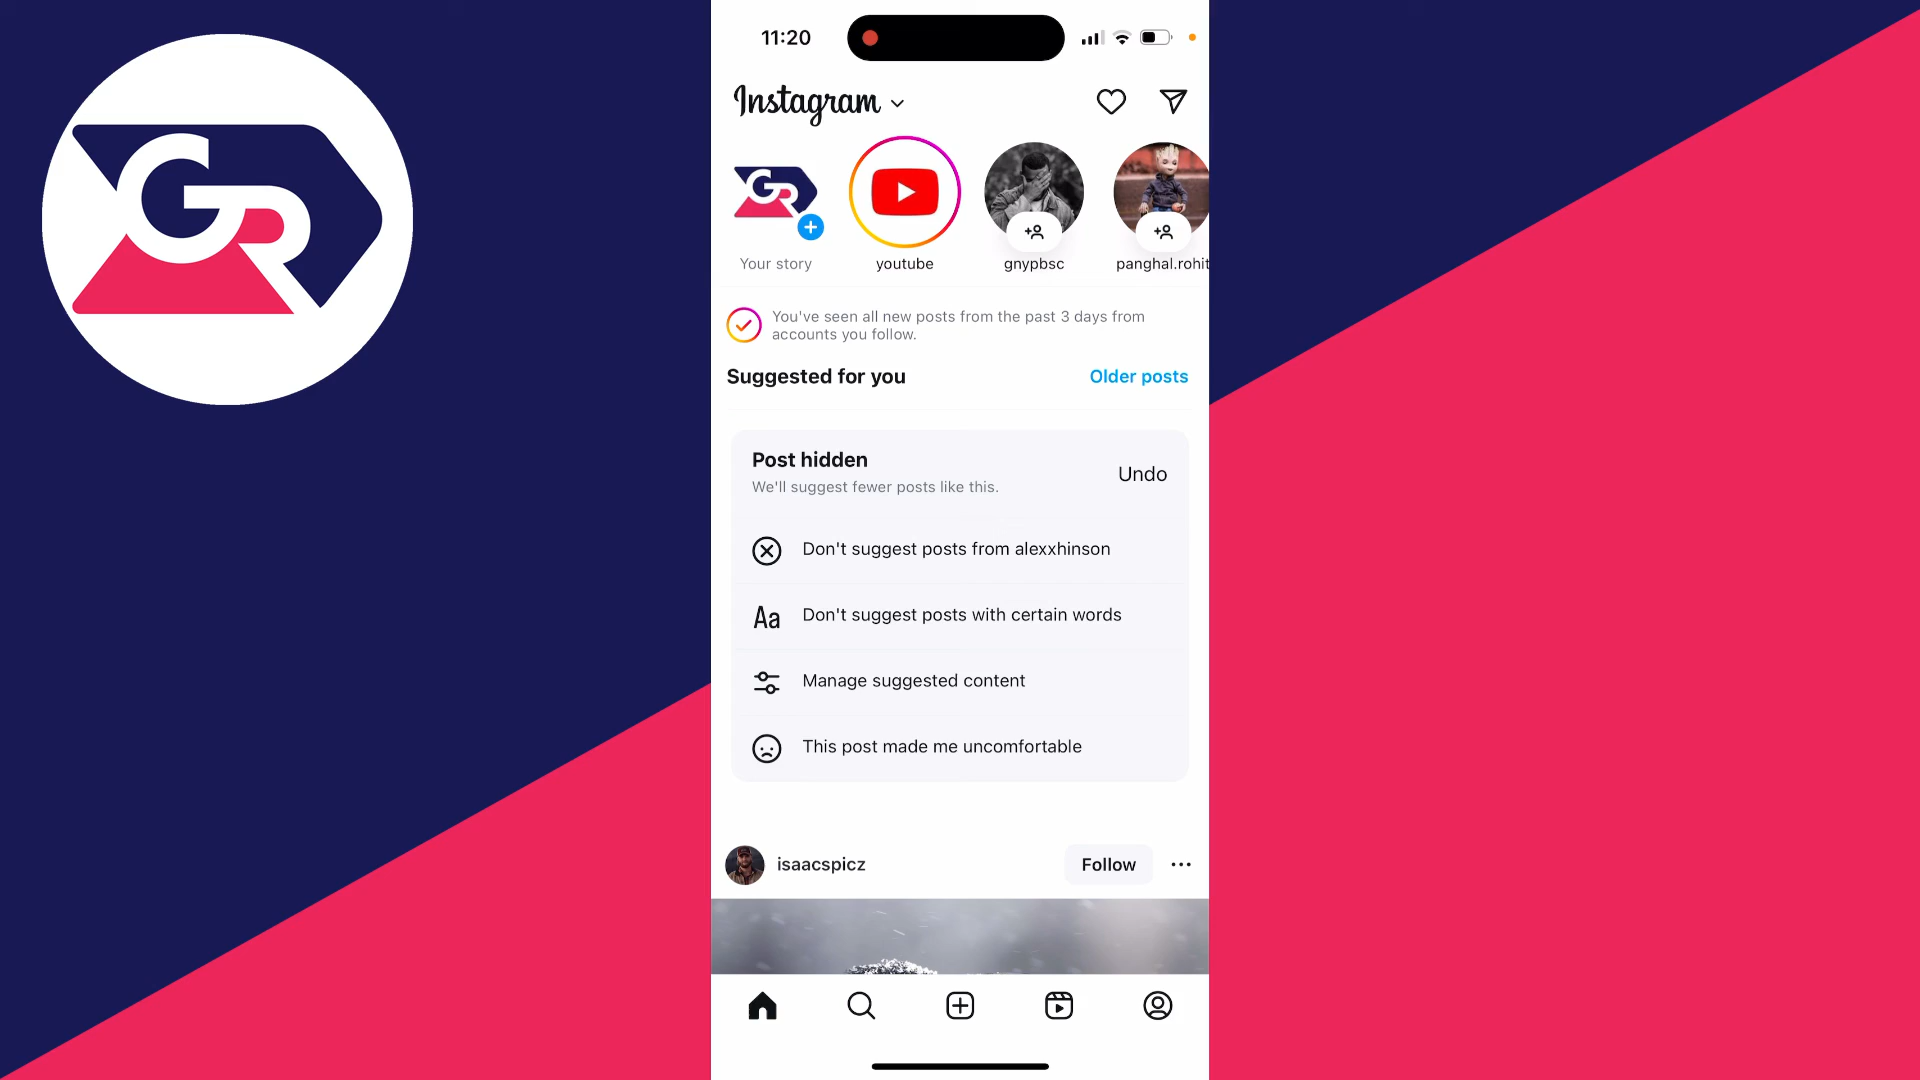 GR
11:20
Instagram
GR
Your story
youtube
gnypbsc
panghal.rohit
You've seen all new posts from the past 3 days from
accounts you follow.
Suggested for you
Older posts
Post hidden
We'll suggest fewer posts like this.
Undo
Don't suggest posts from alexxhinson
Aa
Don't suggest posts with certain words
Manage suggested content
This post made me uncomfortable
isaacspicz
Follow